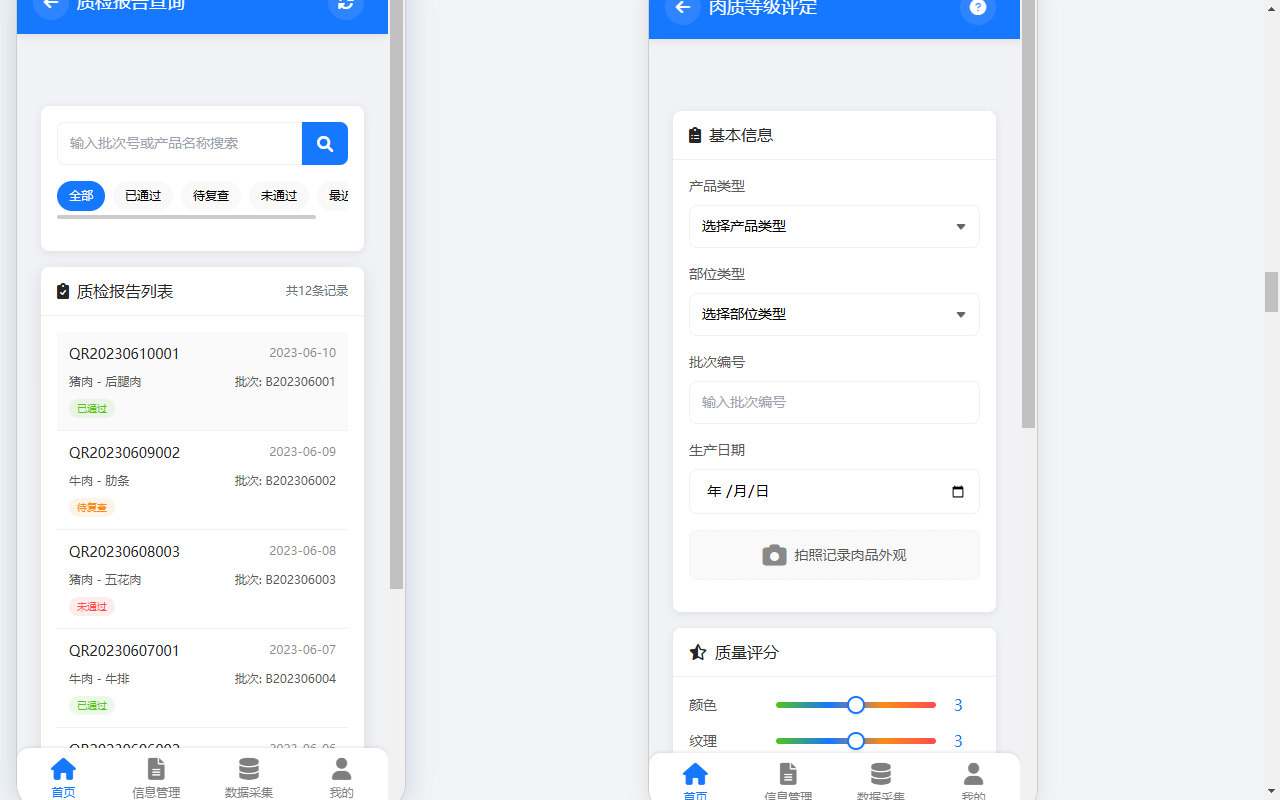 质检报告查询
输入批次号或产品名称搜索
全部 已通过 待复查 未通过 最近
质检报告列表 共12条记录
QR20230610001 2023-06-10
猪肉 - 后腿肉 批次: B202306001
已通过
QR20230609002 2023-06-09
牛肉 - 肋条 批次: B202306002
待复查
QR20230608003 2023-06-08
猪肉 - 五花肉 批次: B202306003
未通过
QR20230607001 2023-06-07
牛肉 - 牛排 批次: B202306004
已通过
首页 信息管理 数据采集 我的
肉质等级评定
基本信息
产品类型
选择产品类型
部位类型
选择部位类型
批次编号
输入批次编号
生产日期
年 /月/日
拍照记录肉品外观
质量评分
颜色 3
纹理 3
首页 信息管理 数据采集 我的